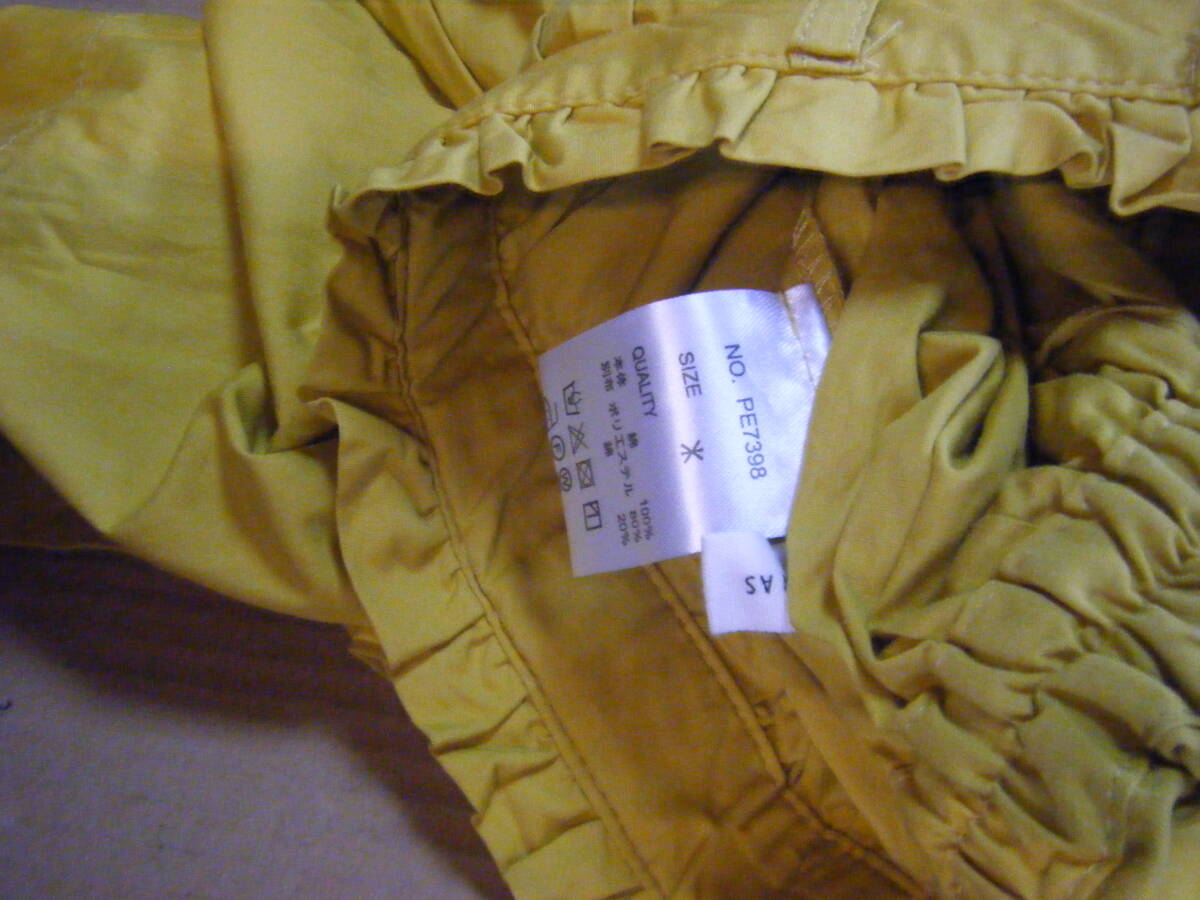 NO. PE7398
SIZE ＊
QUALITY
本体 綿 100%
別布 ポリエステル 80%
綿 20%
AS